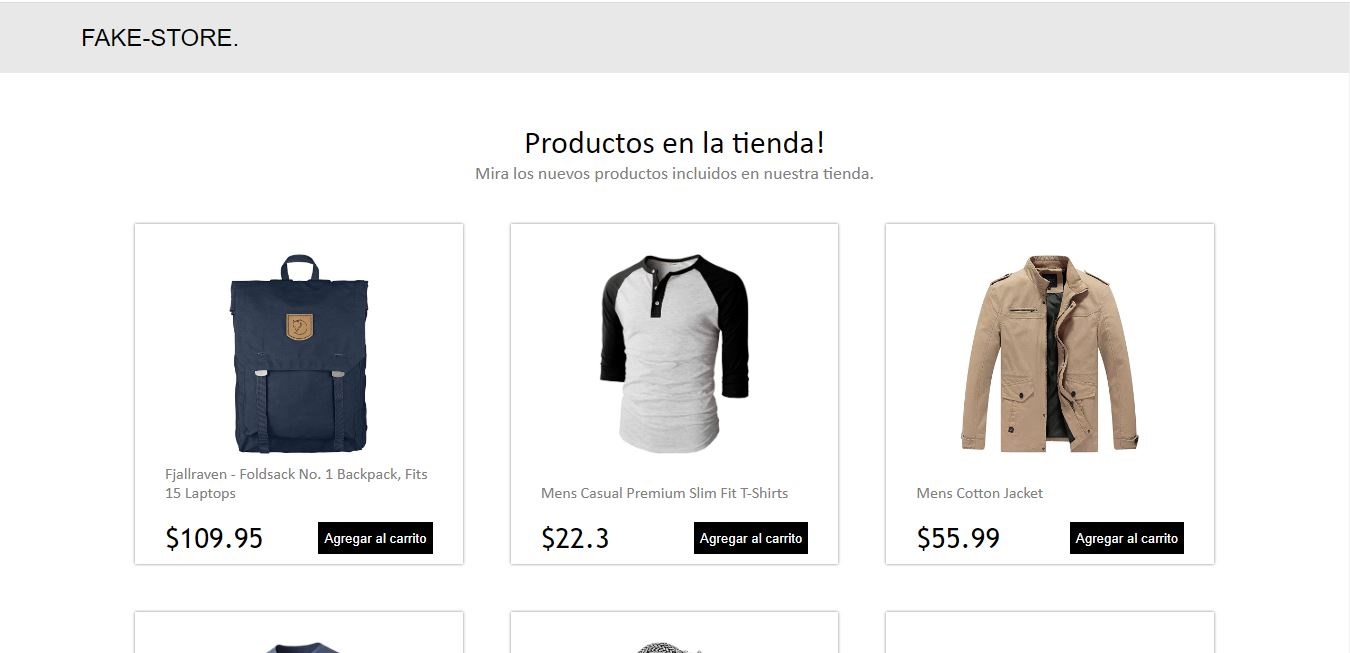 FAKE-STORE.
Productos en la tienda!
Mira los nuevos productos incluidos en nuestra tienda.
Fjallraven - Foldsack No. 1 Backpack, Fits
15 Laptops
$109.95
Agregar al carrito
Mens Casual Premium Slim Fit T-Shirts
$22.3
Agregar al carrito
Mens Cotton Jacket
$55.99
Agregar al carrito